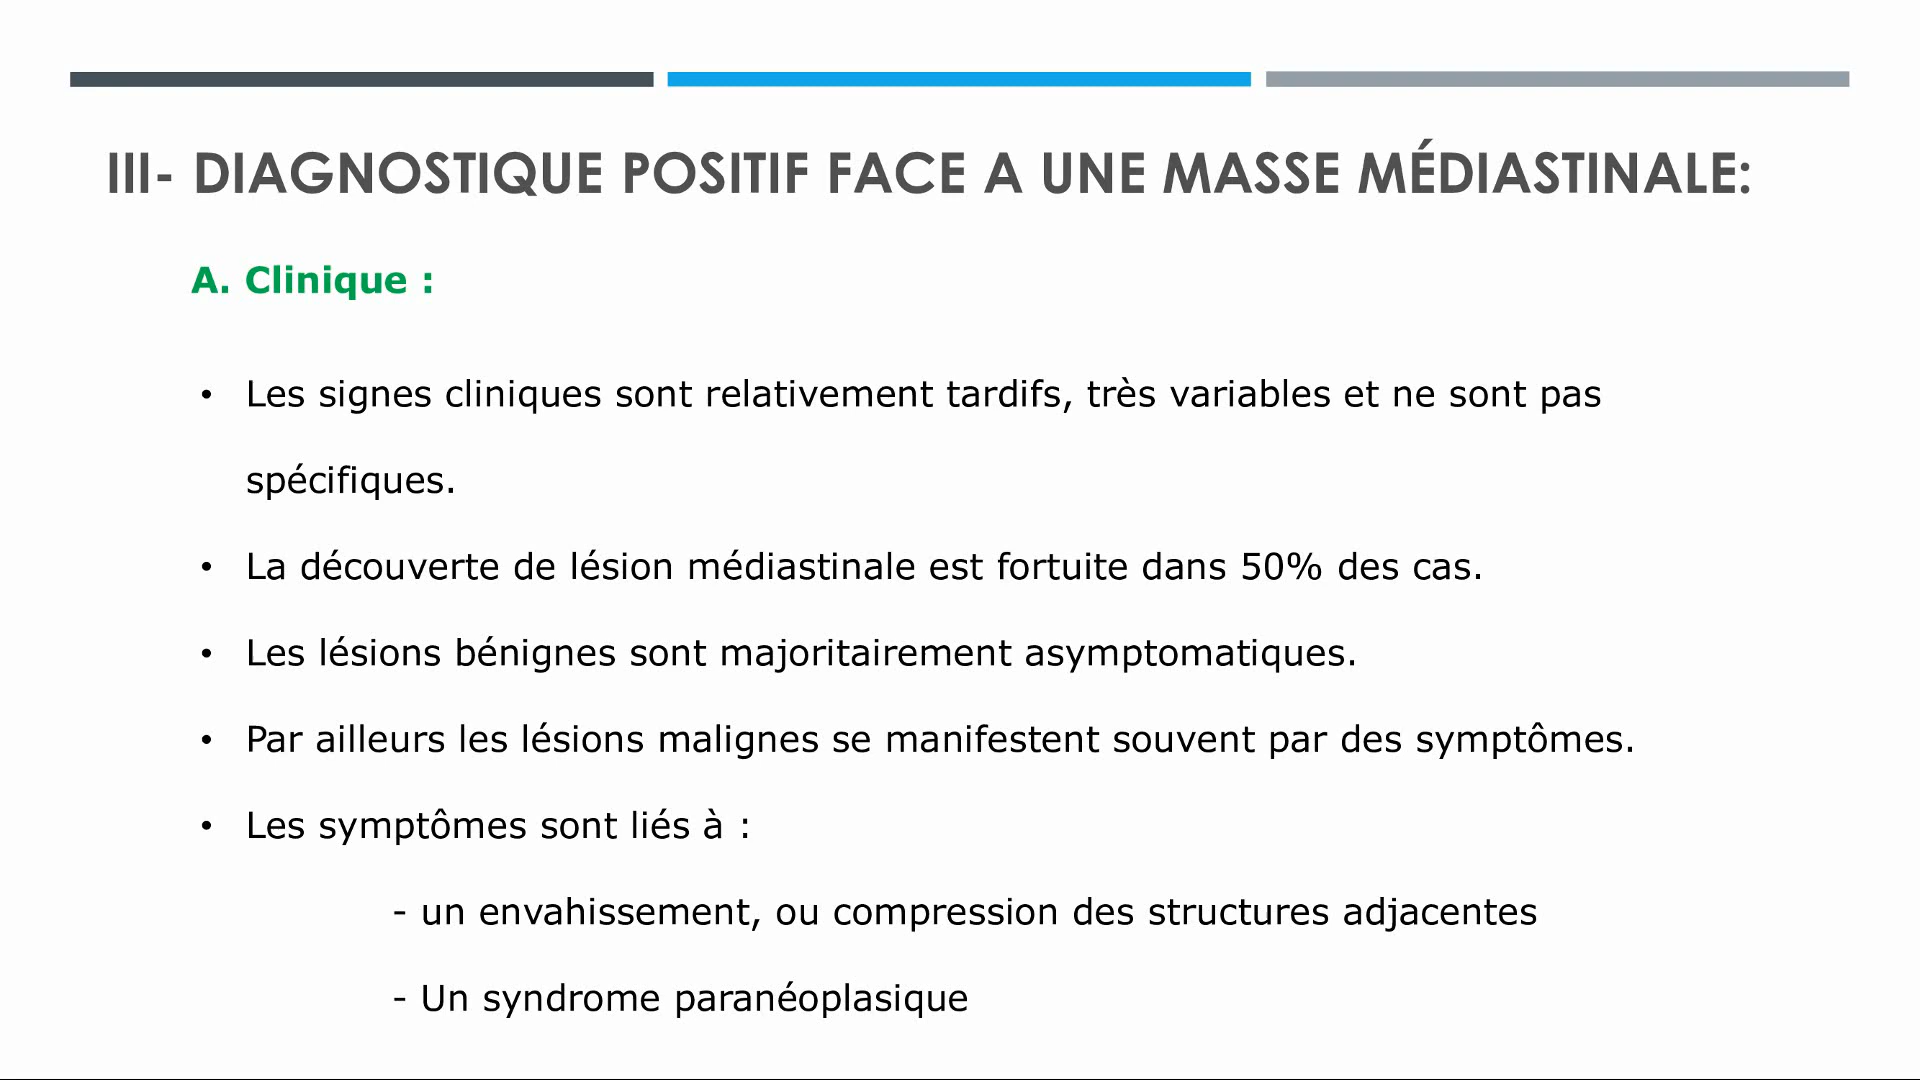 III- DIAGNOSTIQUE POSITIF FACE A UNE MASSE MÉDIASTINALE:
A. Clinique :
• Les signes cliniques sont relativement tardifs, très variables et ne sont pas
spécifiques.
• La découverte de lésion médiastinale est fortuite dans 50% des cas.
• Les lésions bénignes sont majoritairement asymptomatiques.
• Par ailleurs les lésions malignes se manifestent souvent par des symptômes.
• Les symptômes sont liés à :
- un envahissement, ou compression des structures adjacentes
- Un syndrome paranéoplasique